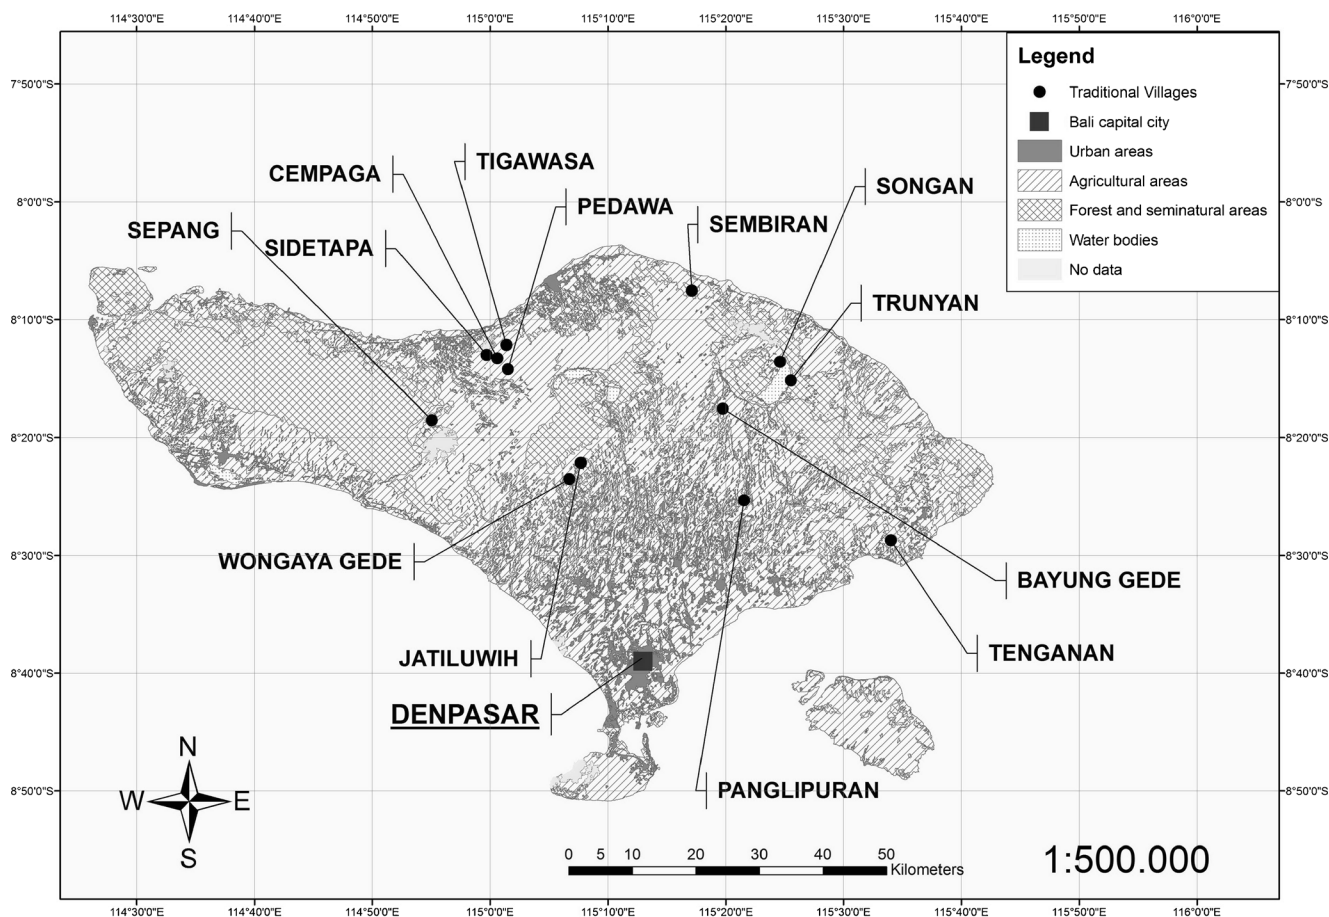 114°30'0"E 114°40'0"E 114°50'0"E 115°0'0"E 115°10'0"E 115°20'0"E 115°30'0"E 115°40'0"E 115°50'0"E 116°0'0"E
Legend
Traditional Villages
Bali capital city
Urban areas
Agricultural areas
Forest and seminatural areas
Water bodies
No data
7°50'0"S 7°50'0"S
TIGAWASA
CEMPAGA
SONGAN
8°0'0"S 8°0'0"S
PEDAWA
SEMBIRAN
SEPANG
SIDETAPA
TRUNYAN
8°10'0"S 8°10'0"S
8°20'0"S 8°20'0"S
8°30'0"S 8°30'0"S
WONGAYA GEDE
BAYUNG GEDE
TENGANAN
JATILUWIH
8°40'0"S 8°40'0"S
DENPASAR
N
W E
S
8°50'0"S 8°50'0"S
PANGLIPURAN
0 5 10 20 30 40 50
Kilometers
1:500.000
114°30'0"E 114°40'0"E 114°50'0"E 115°0'0"E 115°10'0"E 115°20'0"E 115°30'0"E 115°40'0"E 115°50'0"E 116°0'0"E